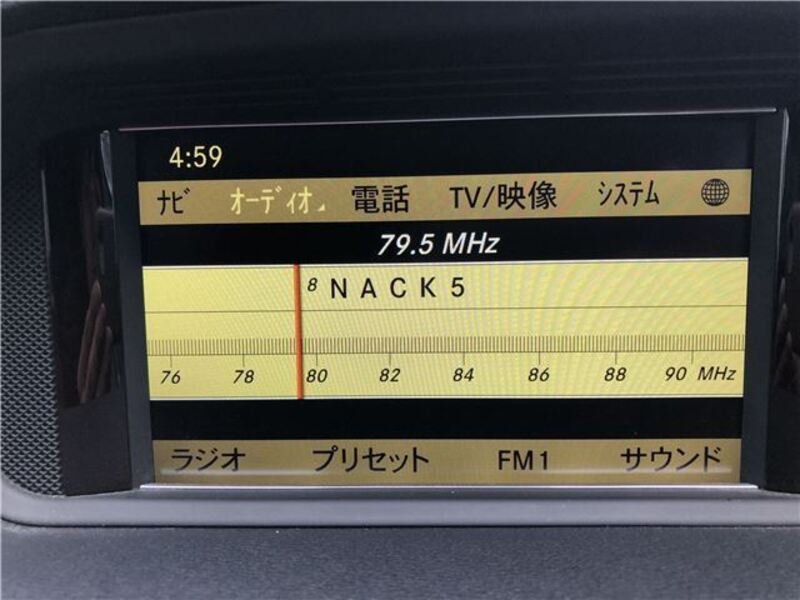 4:59
ナビ オーディオ 電話 TV/映像 システム
79.5 MHz
8 NACK5
76 78 80 82 84 86 88 90 MHz
ラジオ プリセット FM1 サウンド